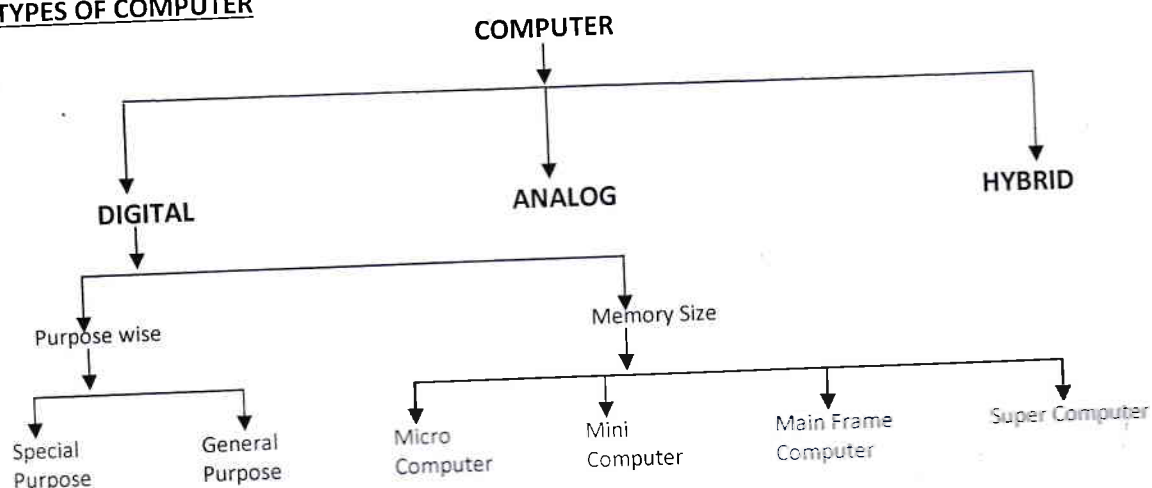 TYPES OF COMPUTER
COMPUTER
DIGITAL
ANALOG
HYBRID
Purpose wise
Memory Size
Special
Purpose
General
Purpose
Micro
Computer
Mini
Computer
Main Frame
Computer
Super Computer